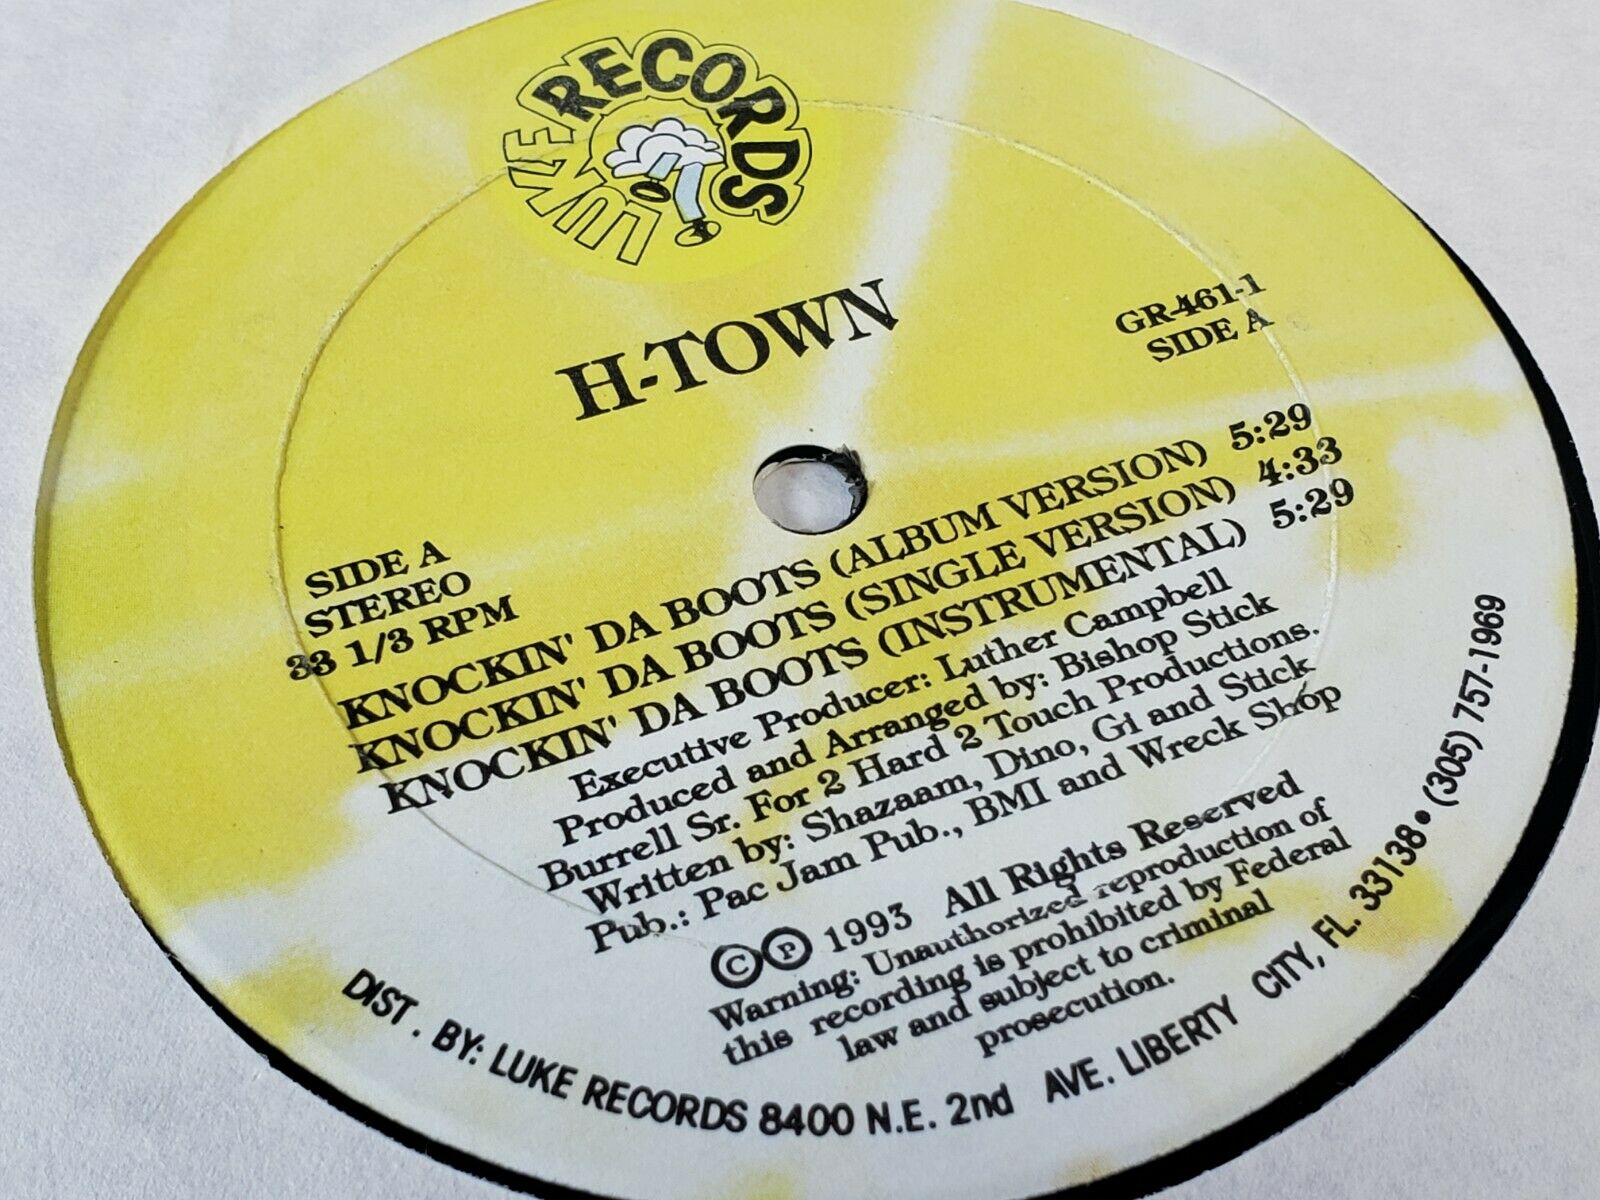 LUKE RECORDS
H-TOWN
GR-461-1
SIDE A
SIDE A
STEREO
33 1/3 RPM
KNOCKIN' DA BOOTS (ALBUM VERSION) 5:29
KNOCKIN' DA BOOTS (SINGLE VERSION) 4:33
KNOCKIN' DA BOOTS (INSTRUMENTAL) 5:29
Executive Producer: Luther Campbell
Produced and Arranged by: Bishop Stick
Burrell Sr. For 2 Hard 2 Touch Productions.
Written by: Shazaam, Dino, Gi and Stick
Pub.: Pac Jam Pub., BMI and Wreck Shop
© ℗ 1993 All Rights Reserved
Warning: Unauthorized reproduction of
this recording is prohibited by Federal
law and subject to criminal
prosecution.
DIST . BY: LUKE RECORDS 8400 N.E. 2nd AVE. LIBERTY CITY, FL. 33138 • (305) 757-1969